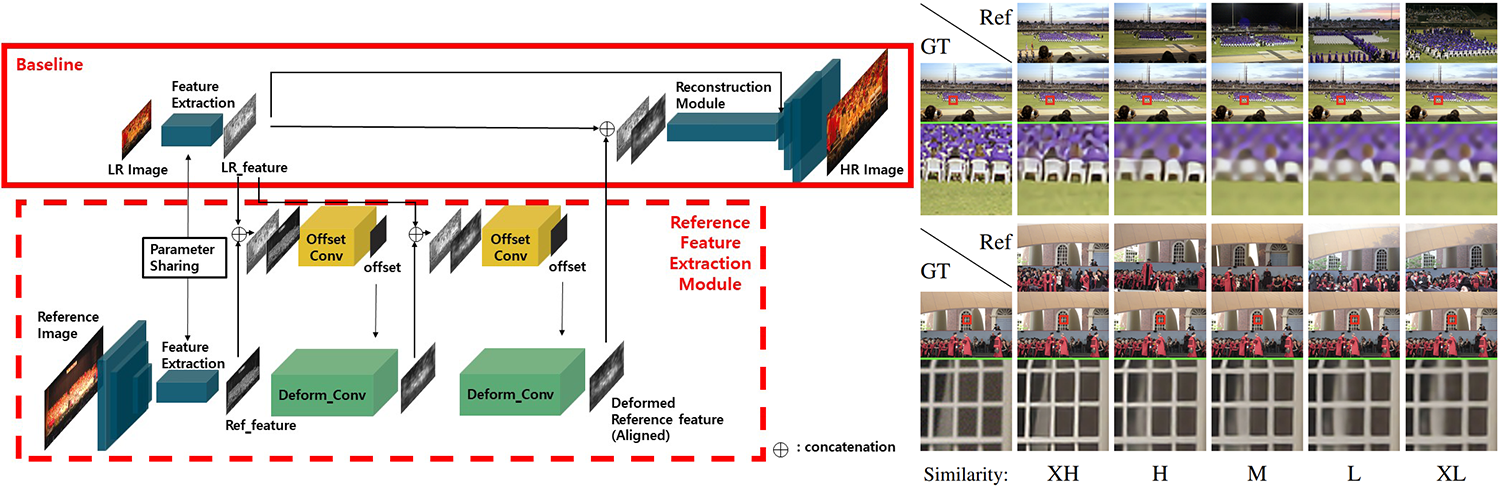 Baseline
Feature
Extraction
LR Image
LR_feature
Reconstruction
Module
HR Image
Parameter
Sharing
Offset
Conv
offset
Offset
Conv
offset
Reference
Feature
Extraction
Module
Reference
Image
Feature
Extraction
Ref_feature
Deform_Conv
Deform_Conv
Deformed
Reference feature
(Aligned)
: concatenation
Ref
GT
Ref
GT
Similarity: XH H M L XL